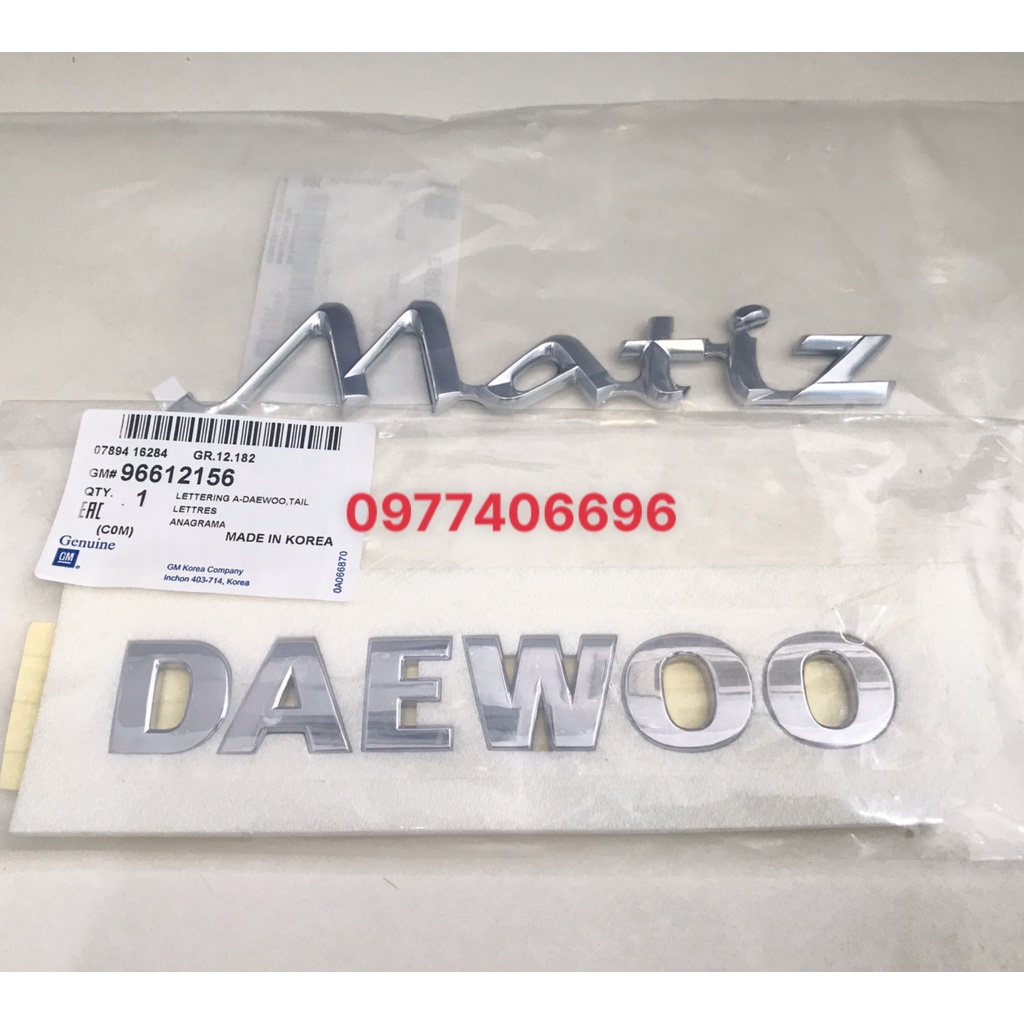 Matiz
07894 16284 GR.12.182
GM# 96612156
QTY. 1 LETTERING A-DAEWOO,TAIL
LETTRES
ANAGRAMA
EAC
(C0M) MADE IN KOREA
Genuine
GM
GM Korea Company
Inchon 403-714, Korea
0A066870
0977406696
DAEWOO